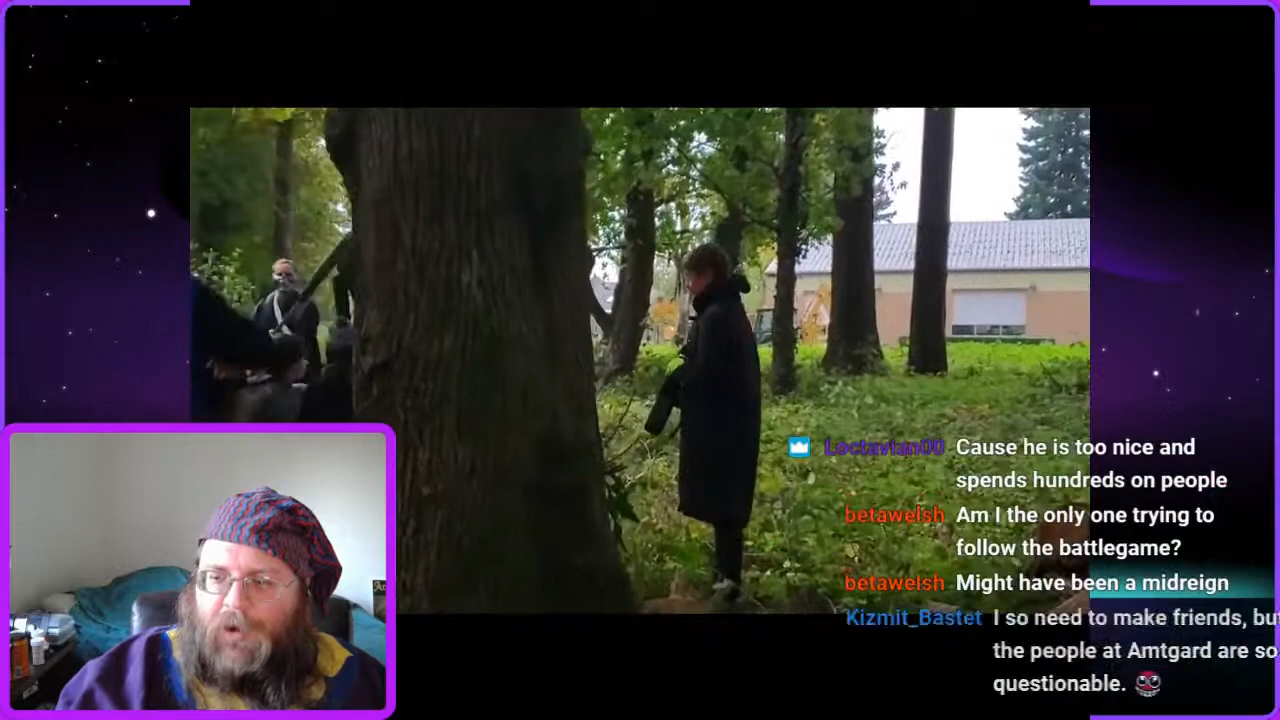 Loctavian00 Cause he is too nice and
spends hundreds on people
betawelsh Am I the only one trying to
follow the battlegame?
betawelsh Might have been a midreign
Kizmit_Bastet I so need to make friends, but
the people at Amtgard are so
questionable.